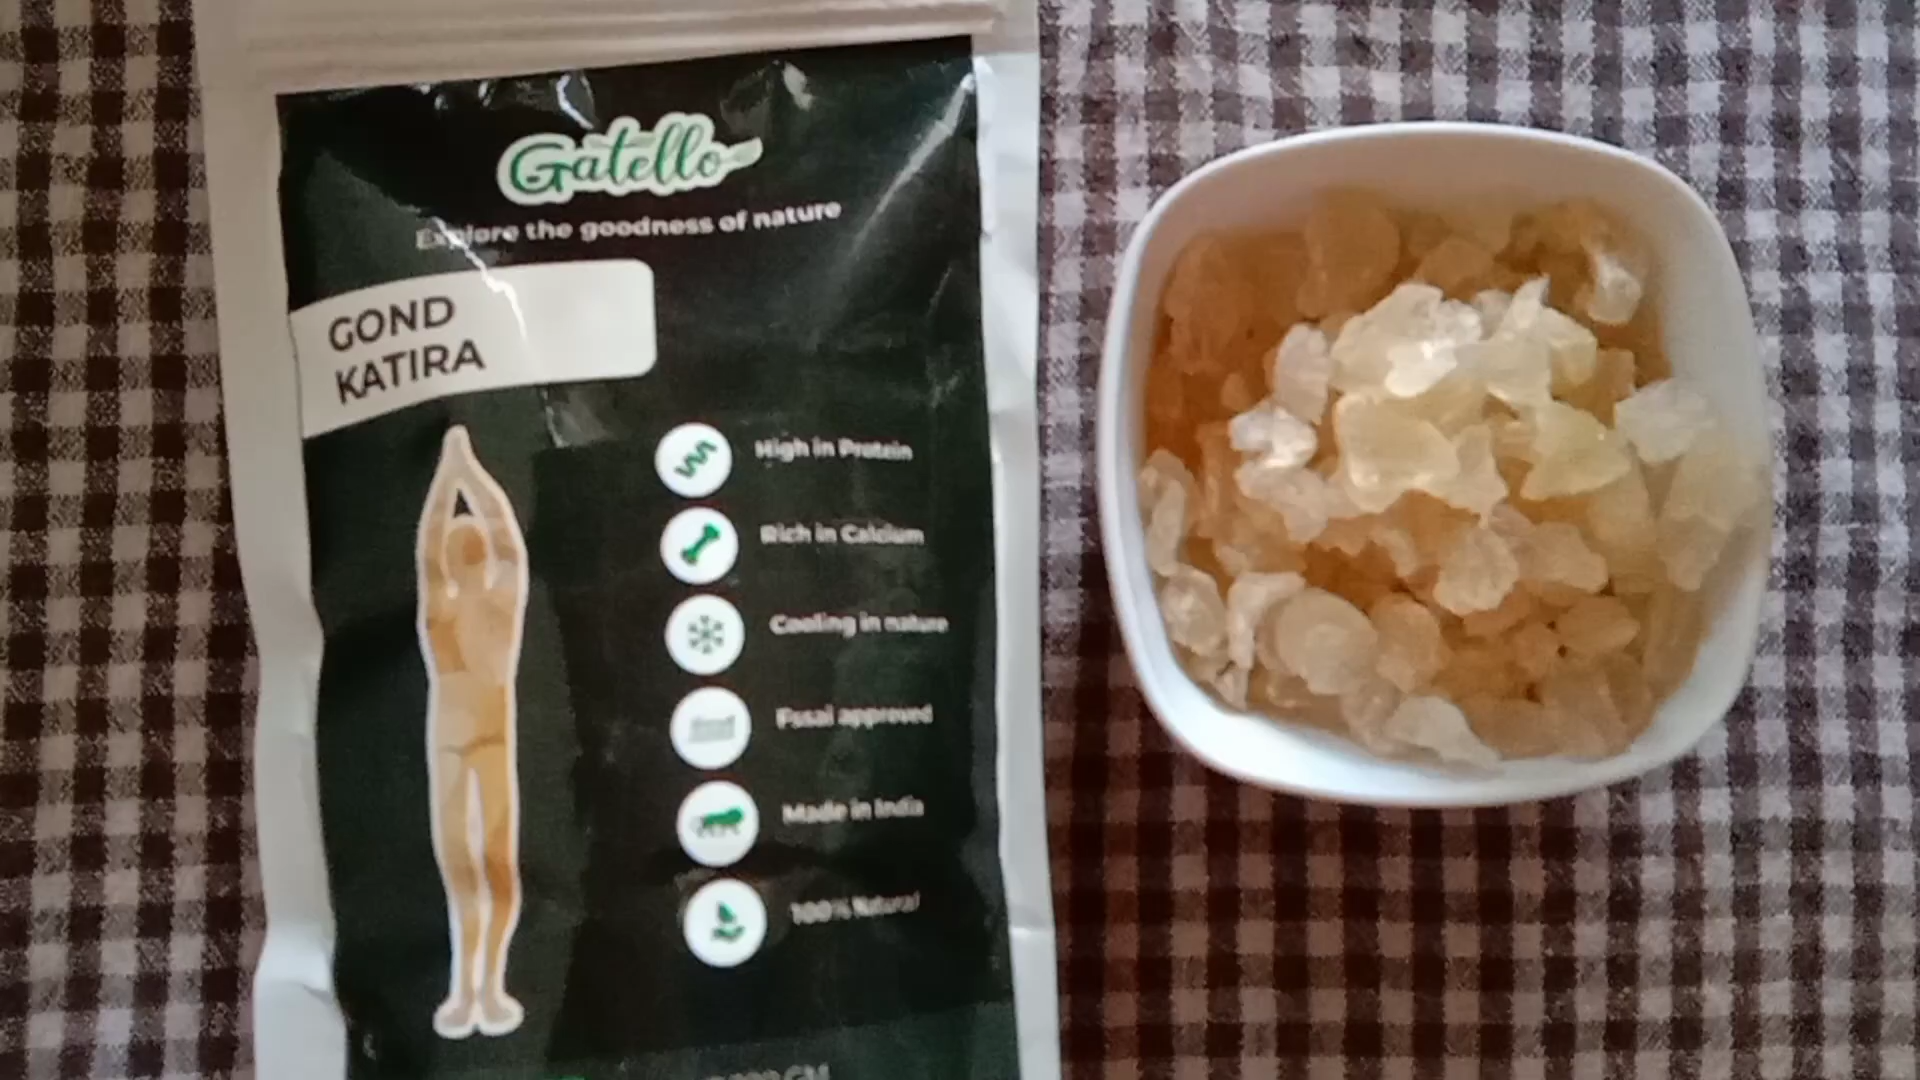 Gatello
Explore the goodness of nature
GOND
KATIRA
High in Protein
Rich in Calcium
Cooling in nature
Fssai approved
Made in India
100% Natural